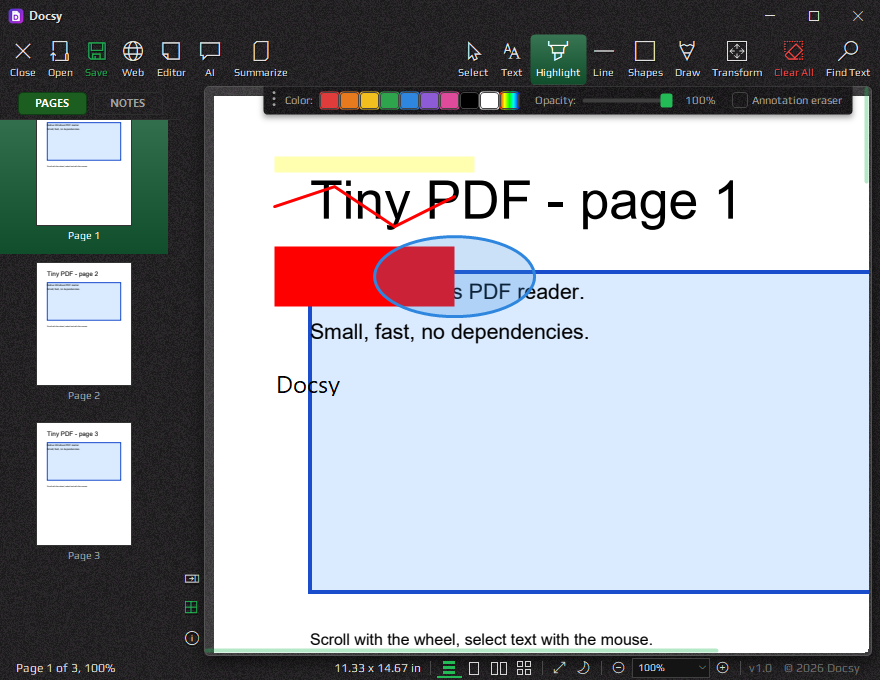 Docsy
Close Open Save Web Editor AI Summarize Select Text Highlight Line Shapes Draw Transform Clear All Find Text
PAGES NOTES
Color: Opacity: 100% Annotation eraser
Page 1
Tiny PDF - page 2
Page 2
Tiny PDF - page 3
Page 3
Tiny PDF - page 1
s PDF reader.
Small, fast, no dependencies.
Docsy
Scroll with the wheel, select text with the mouse.
Page 1 of 3, 100% 11.33 x 14.67 in 100% v1.0 © 2026 Docsy